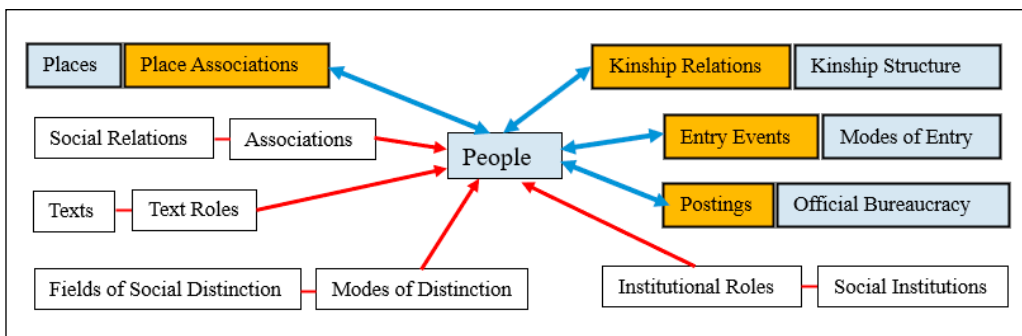 Places
Place Associations
Kinship Relations
Kinship Structure
Social Relations
Associations
People
Entry Events
Modes of Entry
Texts
Text Roles
Postings
Official Bureaucracy
Fields of Social Distinction
Modes of Distinction
Institutional Roles
Social Institutions